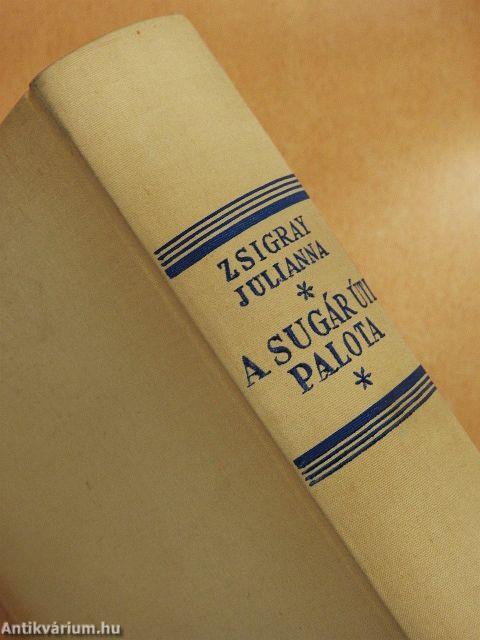 ZSIGRAY
JULIANNA
*
A SUGÁR ÚTI
PALOTA
*
Antikvárium.hu